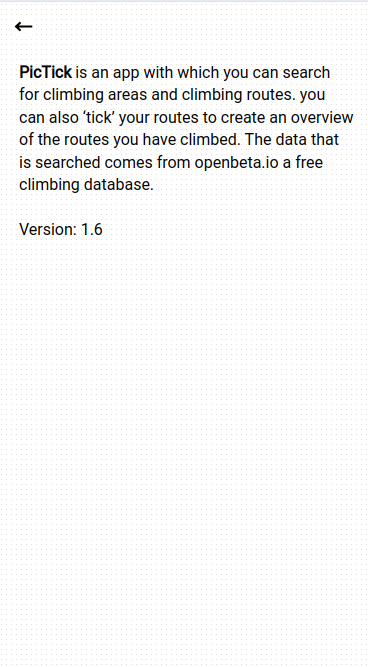 PicTick is an app with which you can search
for climbing areas and climbing routes. you
can also ‘tick’ your routes to create an overview
of the routes you have climbed. The data that
is searched comes from openbeta.io a free
climbing database.
Version: 1.6